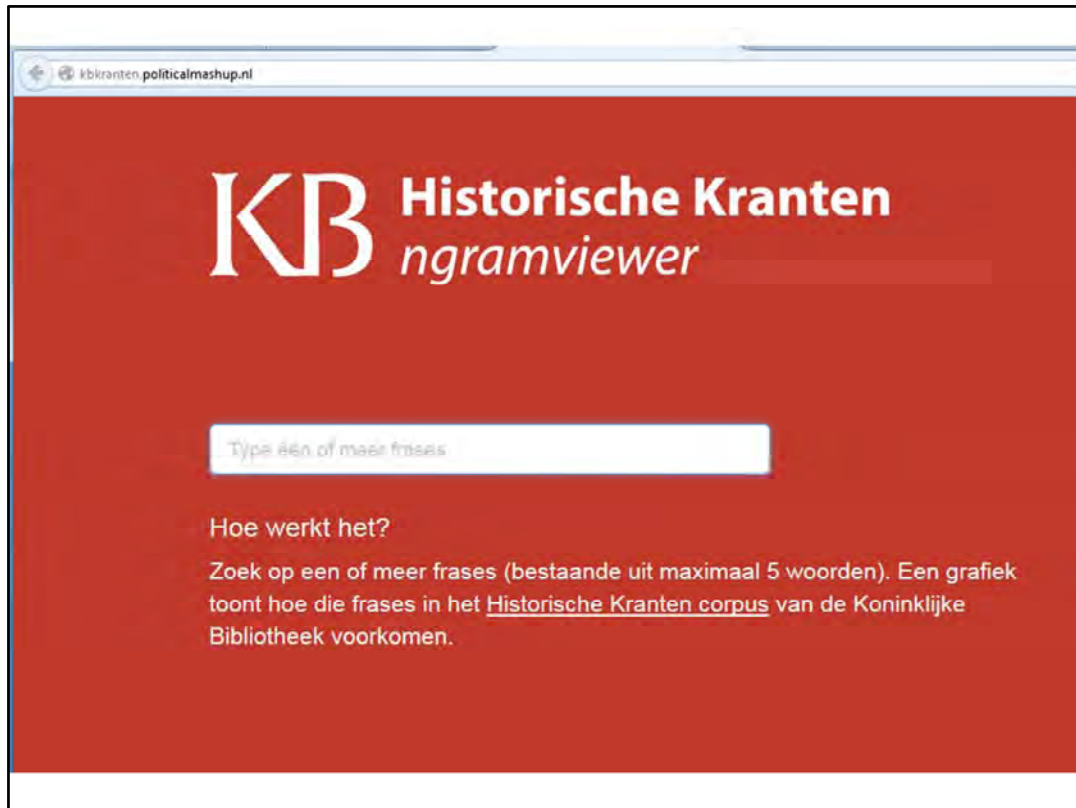 kbkranten.politicalmashup.nl
KB
Historische Kranten
ngramviewer
Type één of meer frases
Hoe werkt het?
Zoek op een of meer frases (bestaande uit maximaal 5 woorden). Een grafiek
toont hoe die frases in het Historische Kranten corpus van de Koninklijke
Bibliotheek voorkomen.